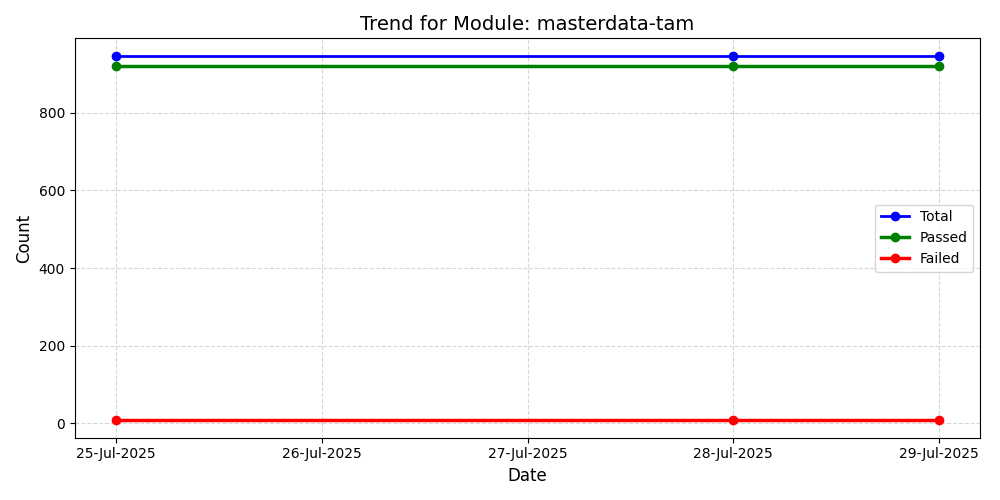 Trend for Module: masterdata-tam
800
600
400
200
0
Count
Total
Passed
Failed
25-Jul-2025 26-Jul-2025 27-Jul-2025 28-Jul-2025 29-Jul-2025
Date